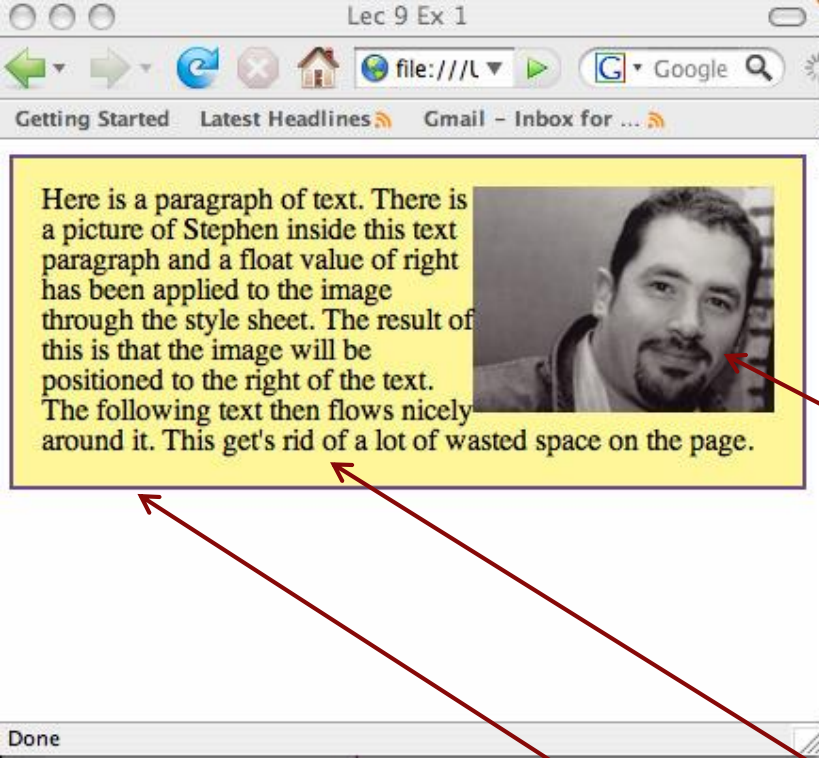 Lec 9 Ex 1
file:///L
G Google
Getting Started Latest Headlines Gmail - Inbox for ...
Here is a paragraph of text. There is
a picture of Stephen inside this text
paragraph and a float value of right
has been applied to the image
through the style sheet. The result of
this is that the image will be
positioned to the right of the text.
The following text then flows nicely
around it. This get's rid of a lot of wasted space on the page.
Done